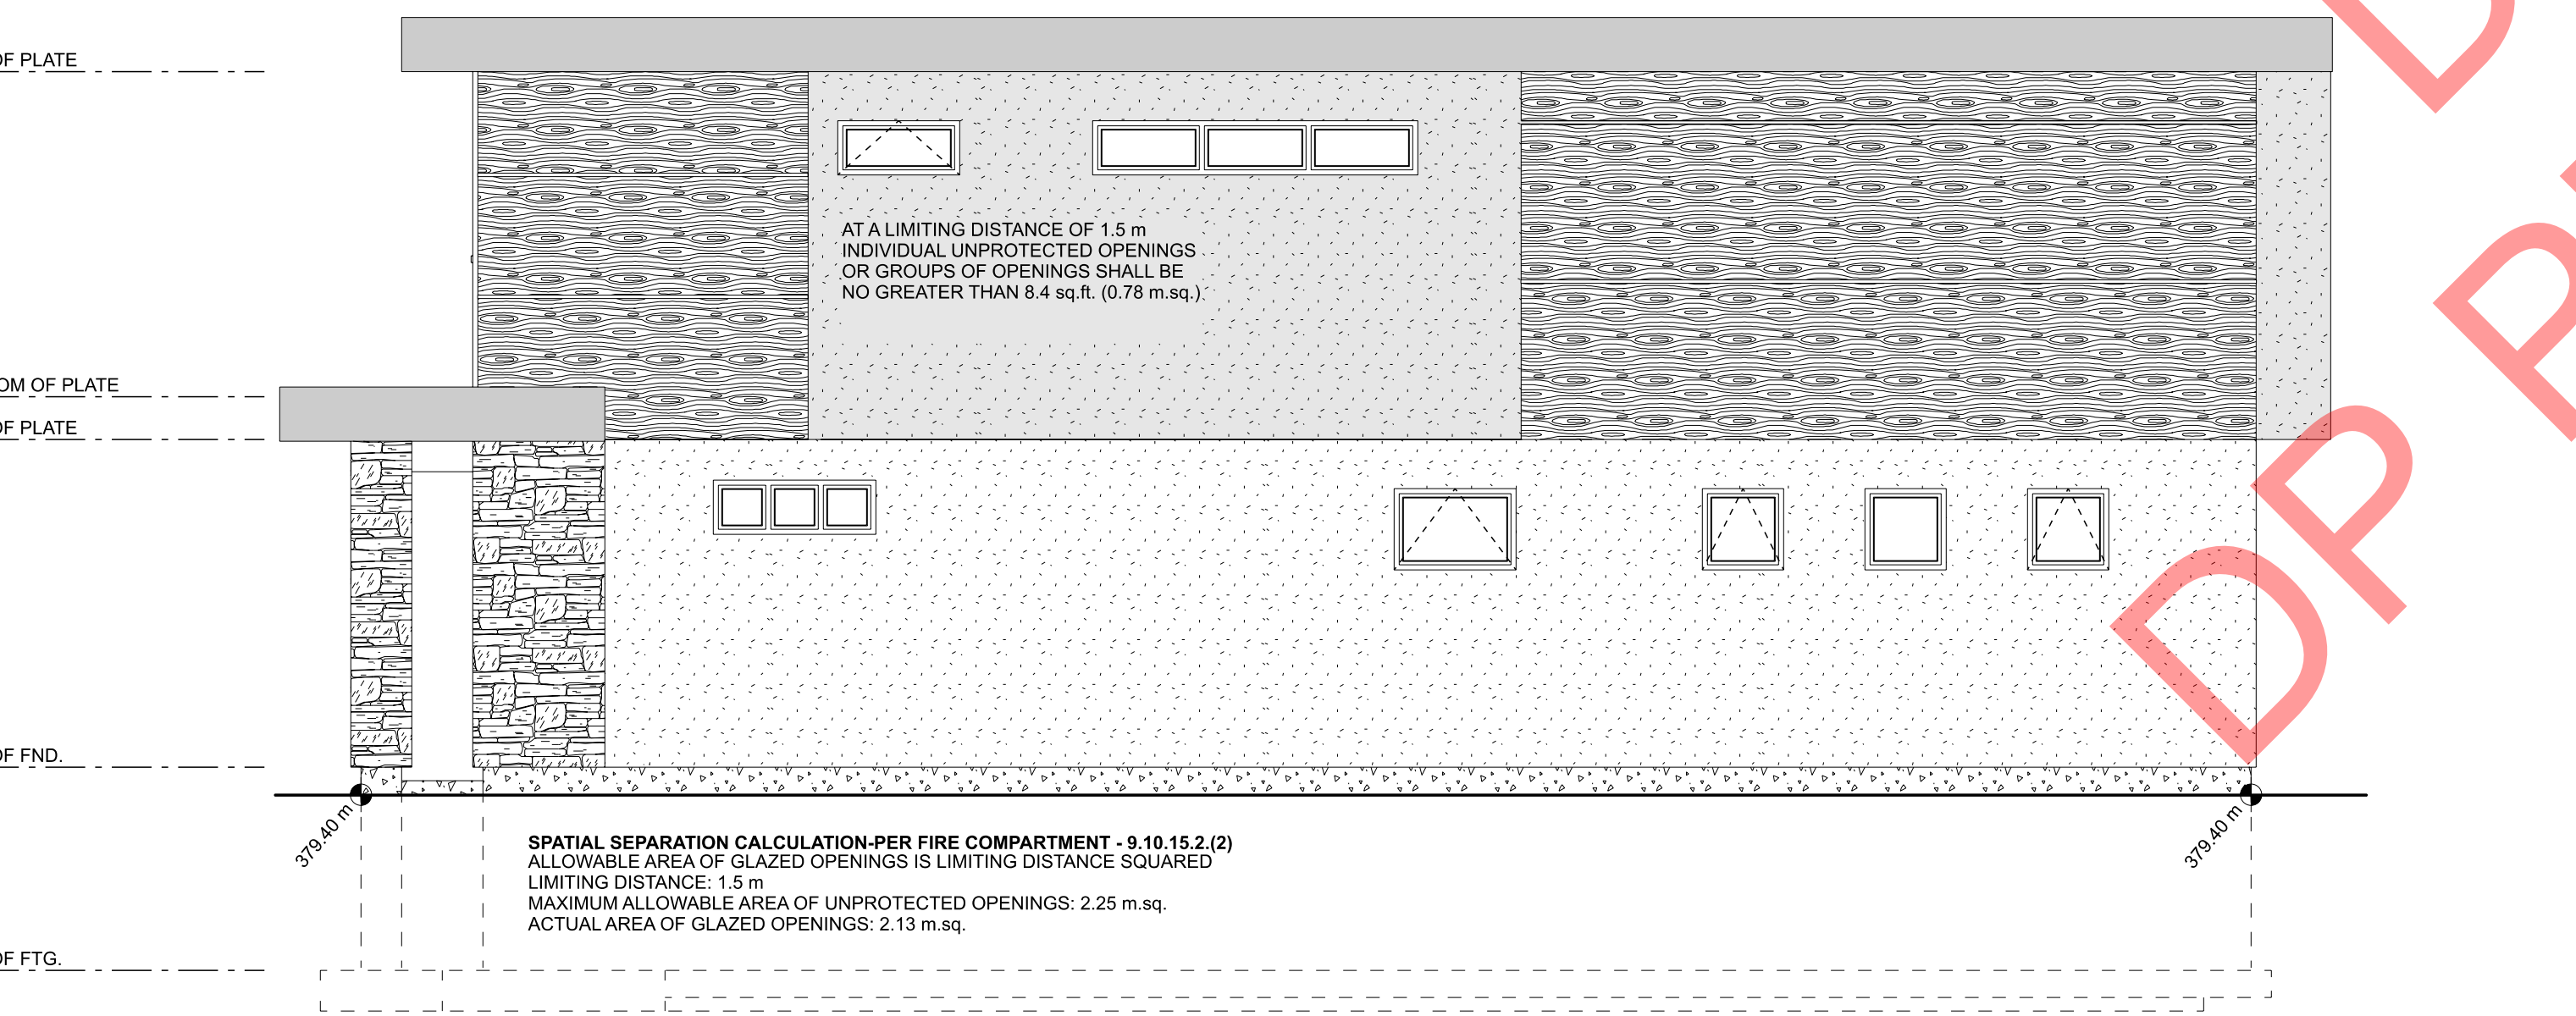 OF PLATE
AT A LIMITING DISTANCE OF 1.5 m
INDIVIDUAL UNPROTECTED OPENINGS
OR GROUPS OF OPENINGS SHALL BE
NO GREATER THAN 8.4 sq.ft. (0.78 m.sq.)
OM OF PLATE
OF PLATE
OF FND.
379.40 m
379.40 m
SPATIAL SEPARATION CALCULATION-PER FIRE COMPARTMENT - 9.10.15.2.(2)
ALLOWABLE AREA OF GLAZED OPENINGS IS LIMITING DISTANCE SQUARED
LIMITING DISTANCE: 1.5 m
MAXIMUM ALLOWABLE AREA OF UNPROTECTED OPENINGS: 2.25 m.sq.
ACTUAL AREA OF GLAZED OPENINGS: 2.13 m.sq.
OF FTG.
DP P